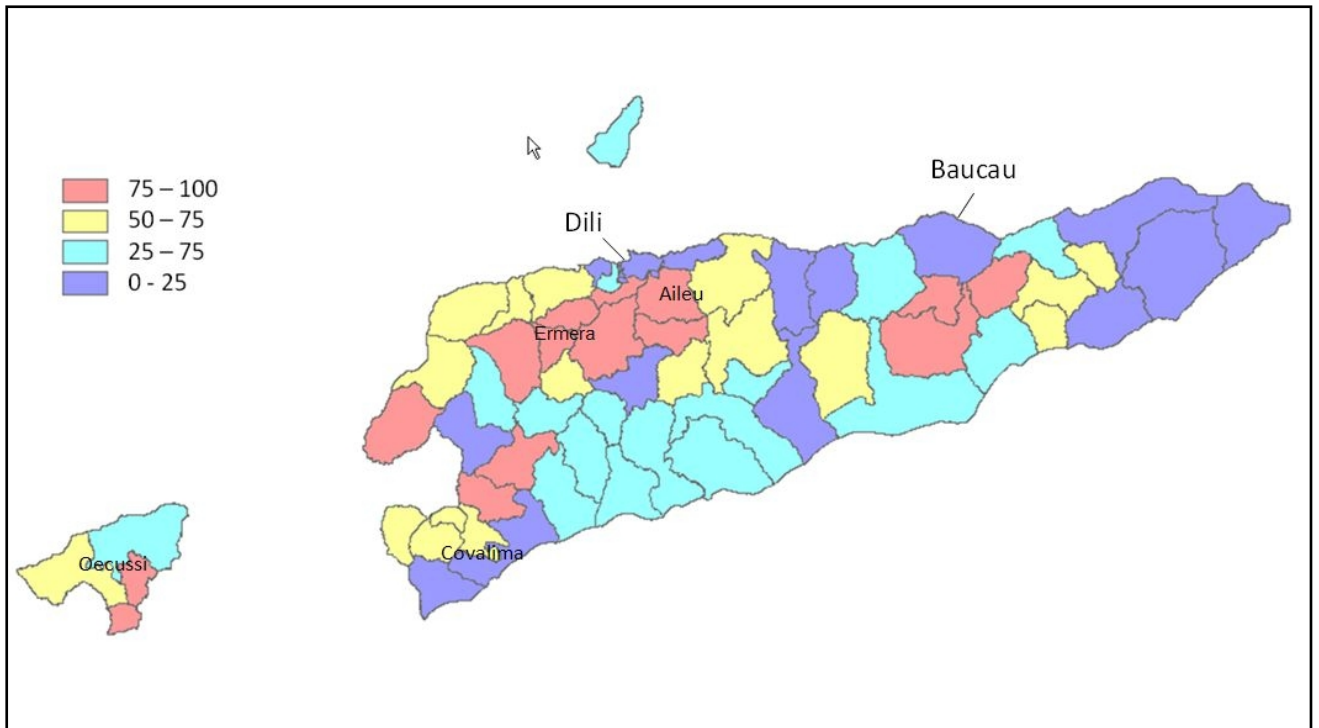 75 – 100
50 – 75
25 – 75
0 - 25
Baucau
Dili
Aileu
Ermera
Covalima
Oecussi